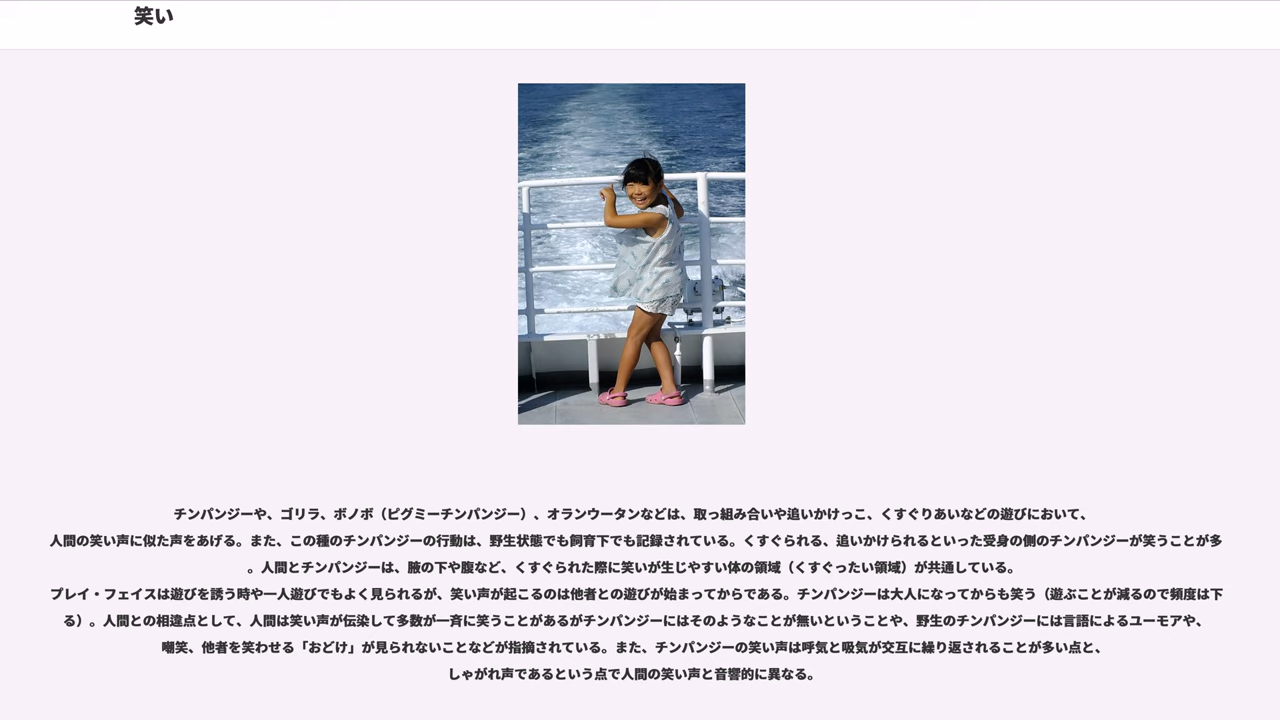 笑い
チンパンジーや、ゴリラ、ボノボ（ピグミーチンパンジー）、オランウータンなどは、取っ組み合いや追いかけっこ、くすぐりあいなどの遊びにおいて、
人間の笑い声に似た声をあげる。また、この種のチンパンジーの行動は、野生状態でも飼育下でも記録されている。くすぐられる、追いかけられるといった受身の側のチンパンジーが笑うことが多
。人間とチンパンジーは、腋の下や腹など、くすぐられた際に笑いが生じやすい体の領域（くすぐったい領域）が共通している。
プレイ・フェイスは遊びを誘う時や一人遊びでもよく見られるが、笑い声が起こるのは他者との遊びが始まってからである。チンパンジーは大人になってからも笑う（遊ぶことが減るので頻度は下
る）。人間との相違点として、人間は笑い声が伝染して多数が一斉に笑うことがあるがチンパンジーにはそのようなことが無いということや、野生のチンパンジーには言語によるユーモアや、
嘲笑、他者を笑わせる「おどけ」が見られないことなどが指摘されている。また、チンパンジーの笑い声は呼気と吸気が交互に繰り返されることが多い点と、
しゃがれ声であるという点で人間の笑い声と音響的に異なる。